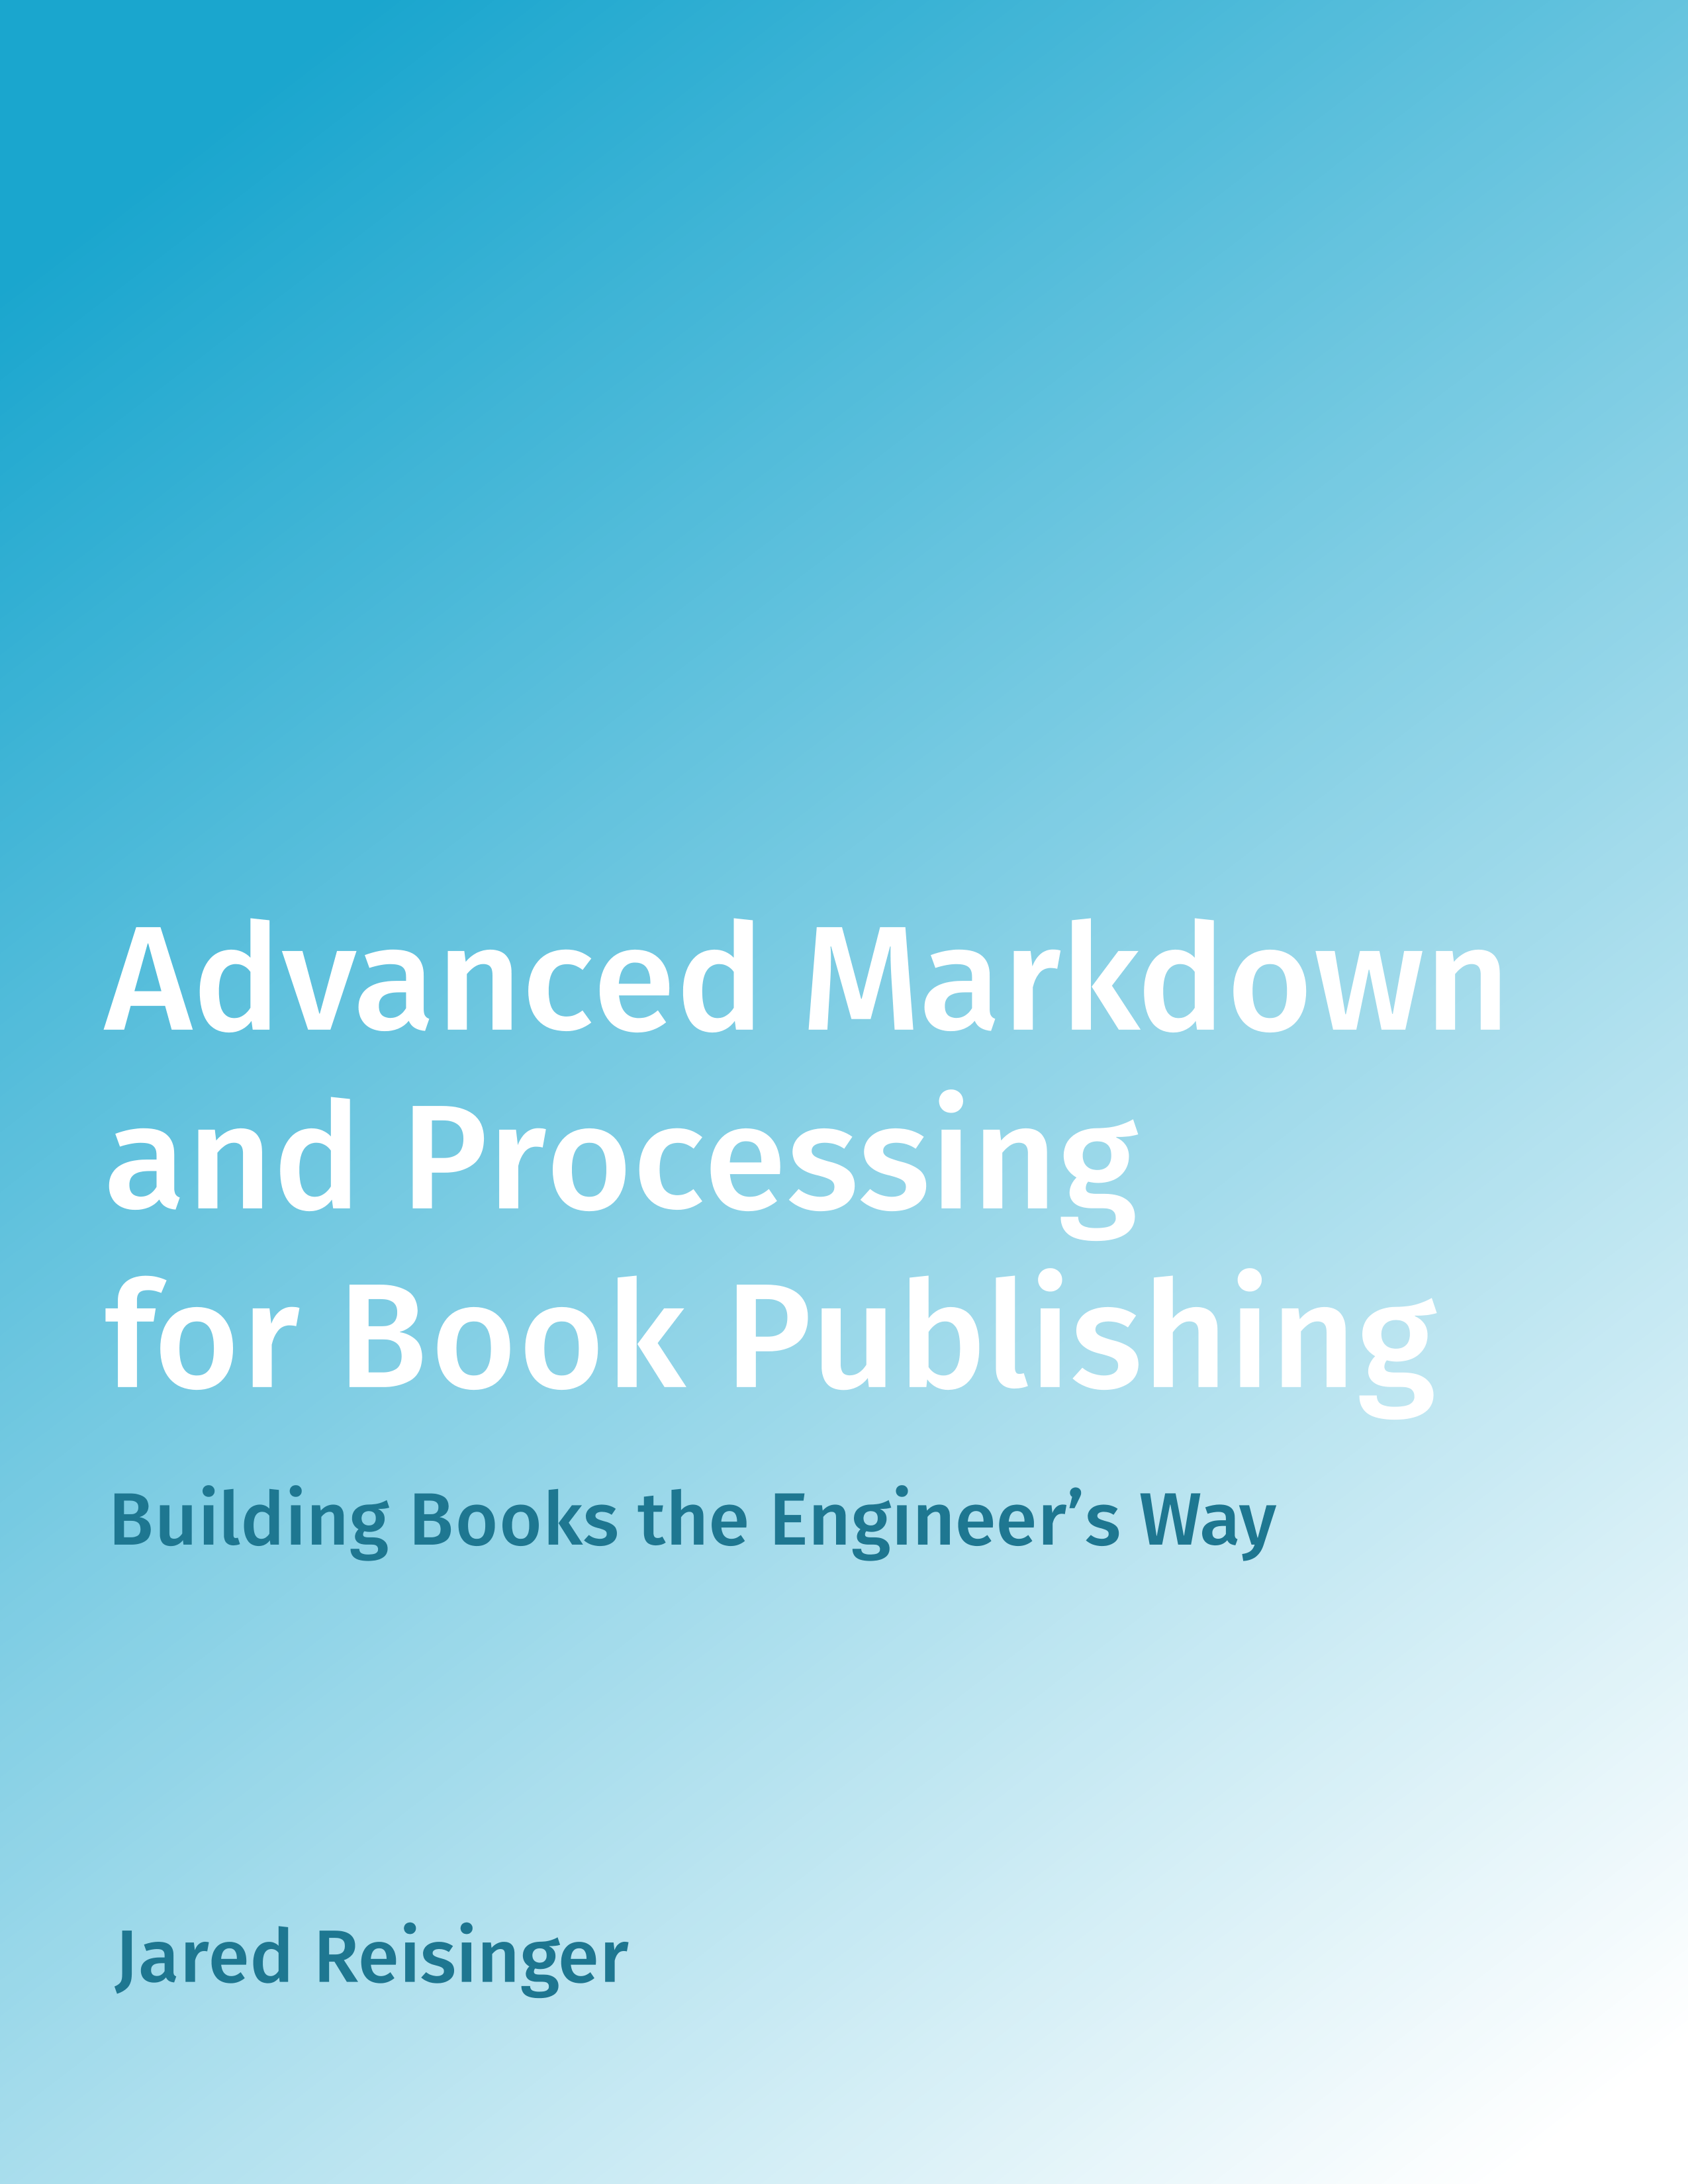 Advanced Markdown
and Processing
for Book Publishing
Building Books the Engineer’s Way
Jared Reisinger